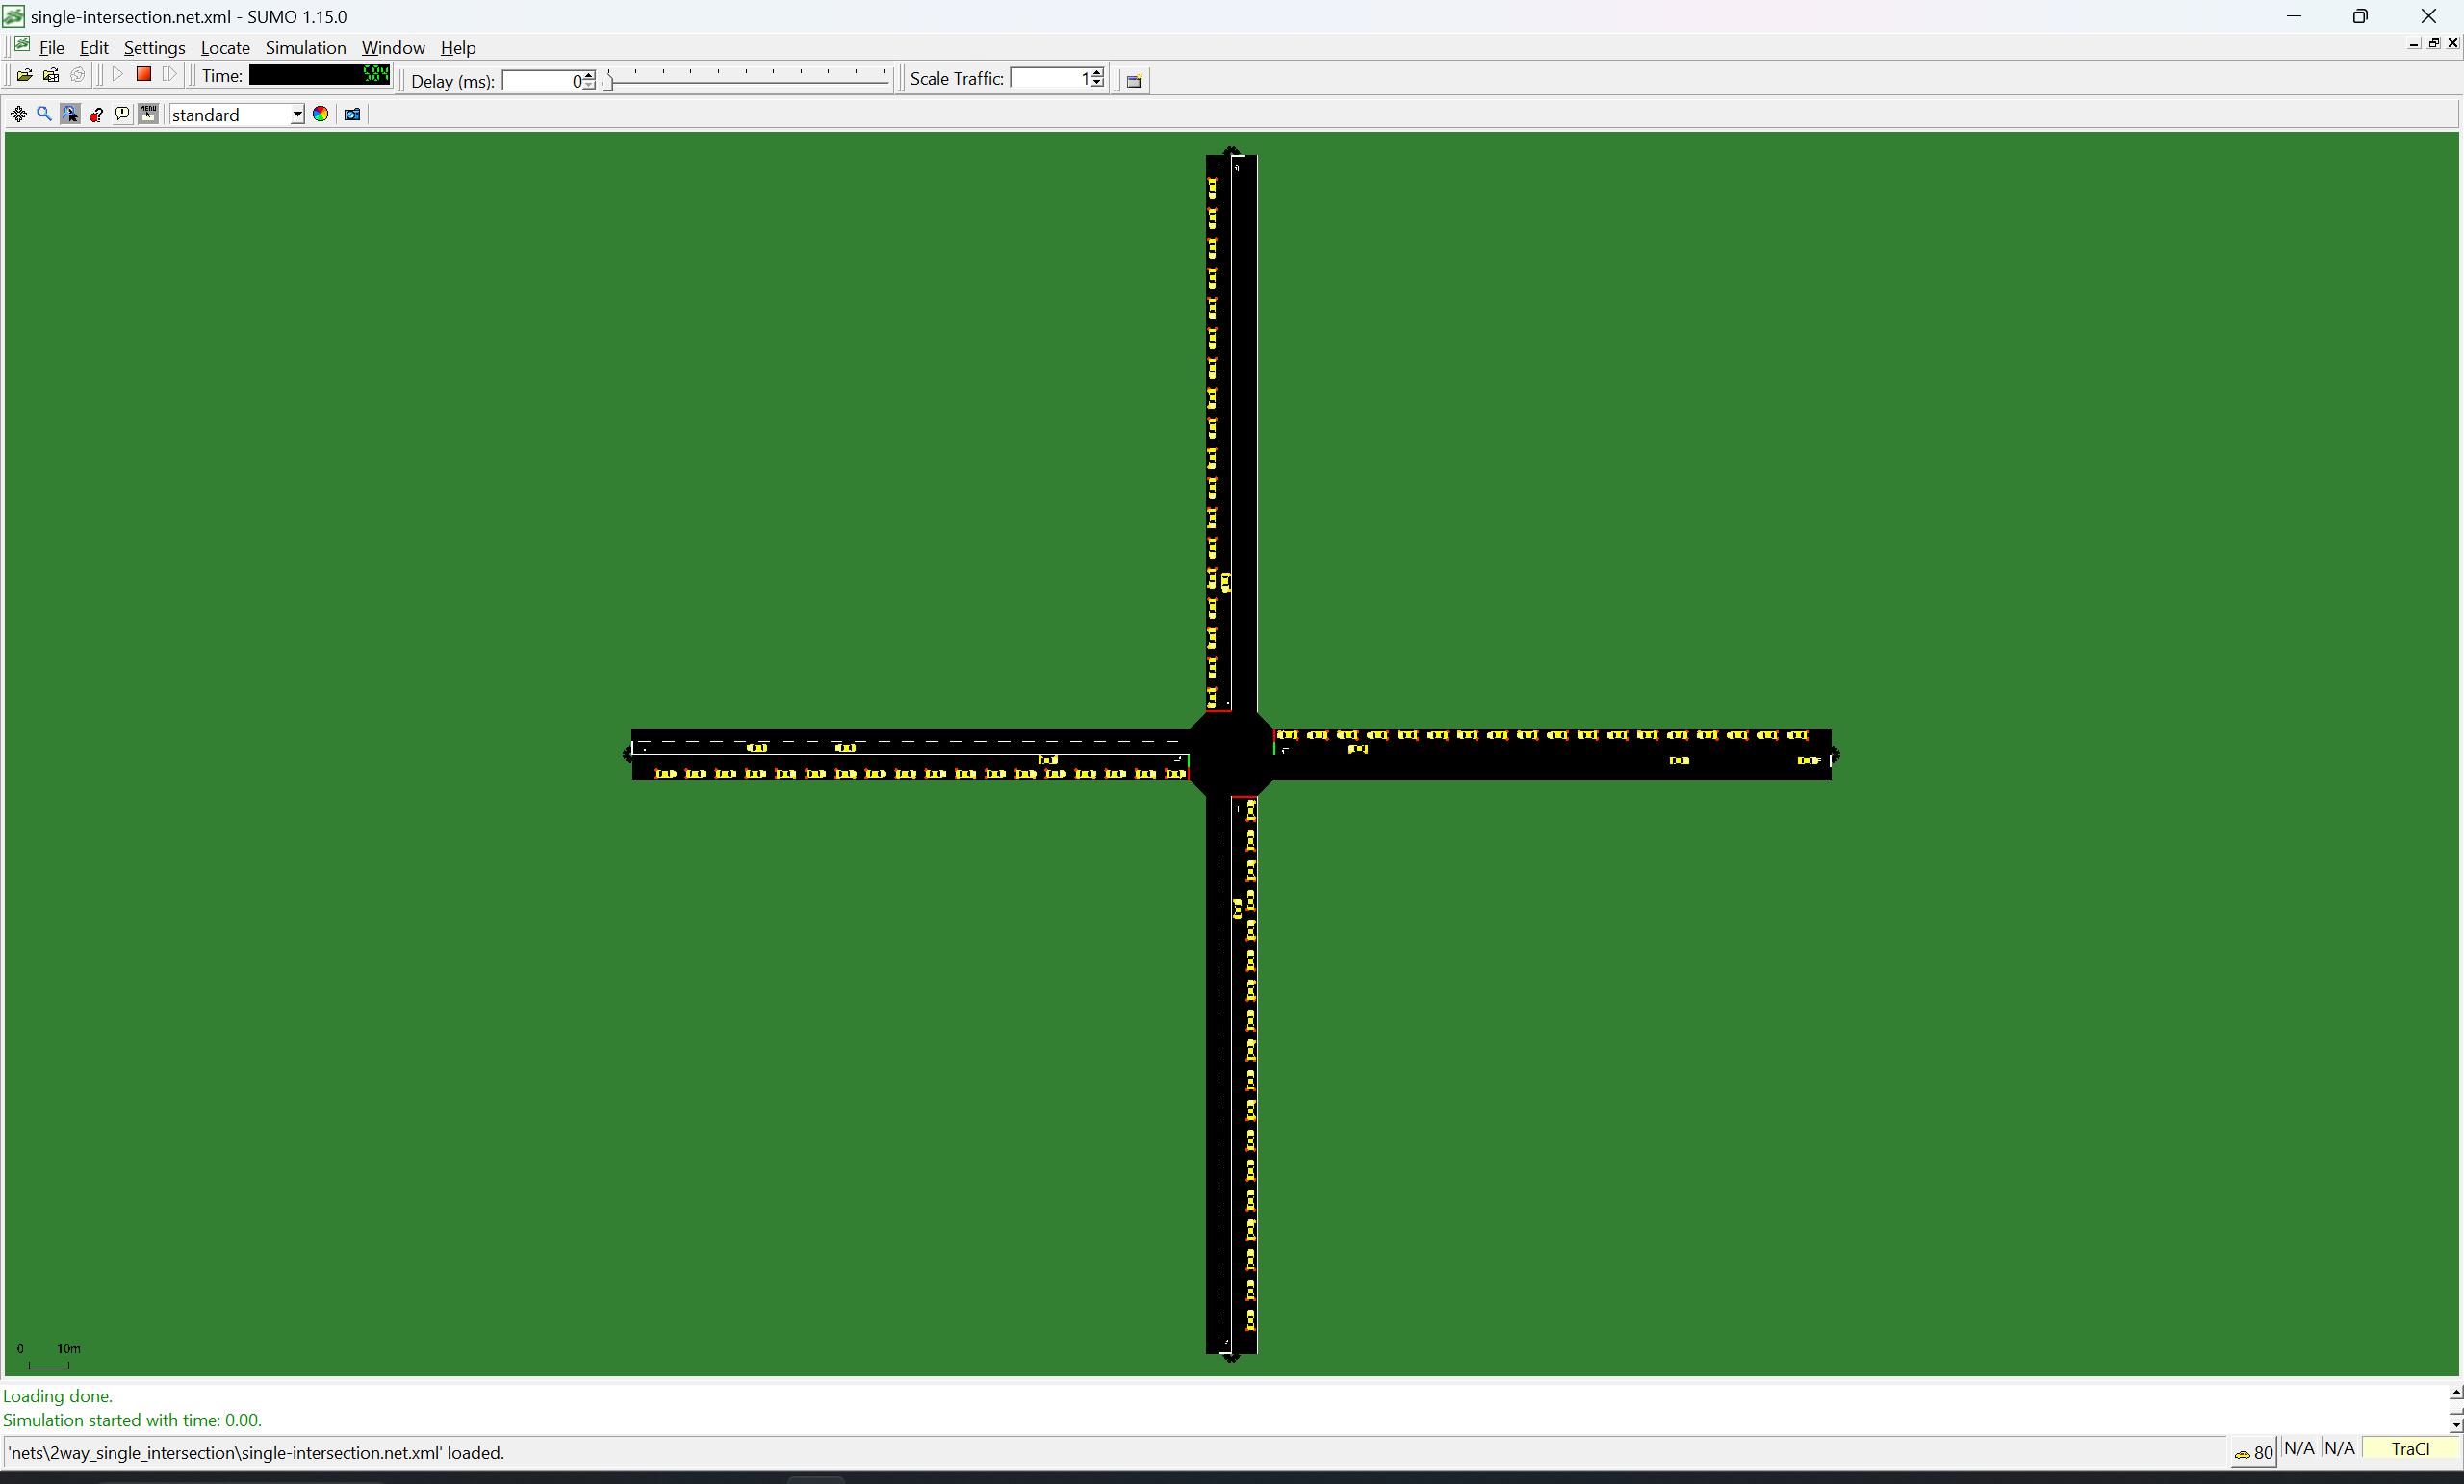 single-intersection.net.xml - SUMO 1.15.0
File Edit Settings Locate Simulation Window Help
Time: 584 Delay (ms): 0 Scale Traffic: 1
MENU standard
0 10m
Loading done.
Simulation started with time: 0.00.
'nets\2way_single_intersection\single-intersection.net.xml' loaded. 80 N/A N/A TraCI